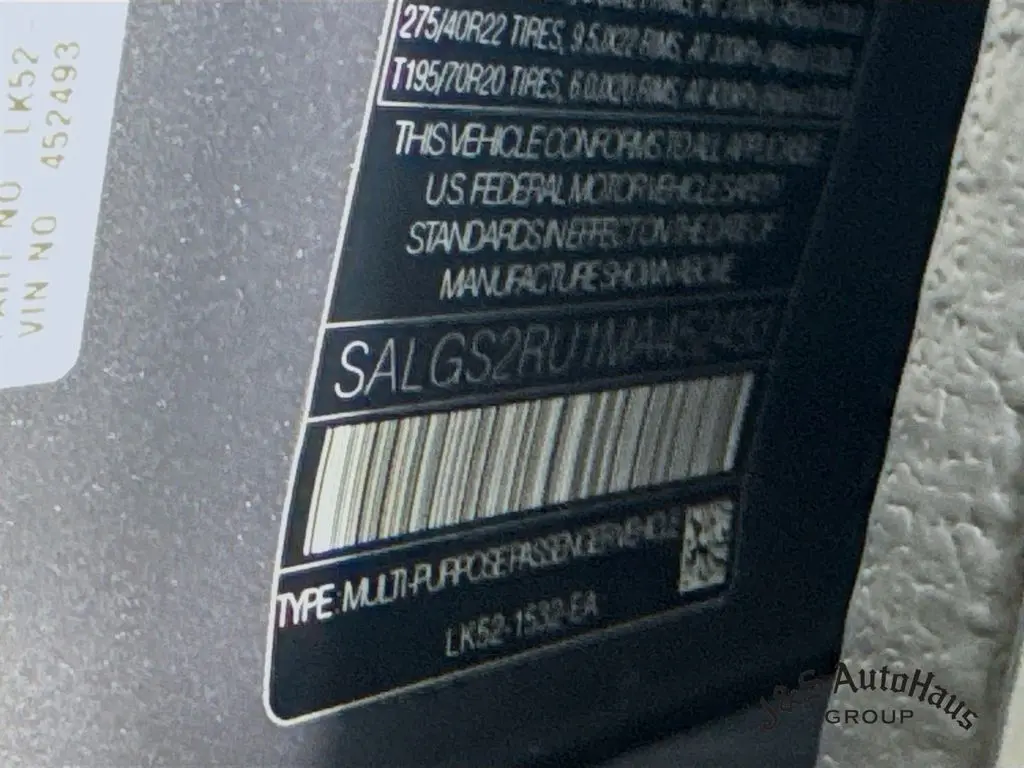 LK52
VIN NO 4524493
275/40R22 TIRES, 9.5JX22 RIMS, AT
T195/70R20 TIRES, 6.0JX20 RIMS, AT
THIS VEHICLE CONFORMS TO ALL APPLICABLE
U.S. FEDERAL MOTOR VEHICLE SAFETY
STANDARDS IN EFFECT ON THE DATE OF
MANUFACTURE SHOWN ABOVE
SALGS2RU1MA452493
TYPE: MULTI-PURPOSE PASSENGER VEHICLE
LK52-1532-EA
AutoHaus
GROUP